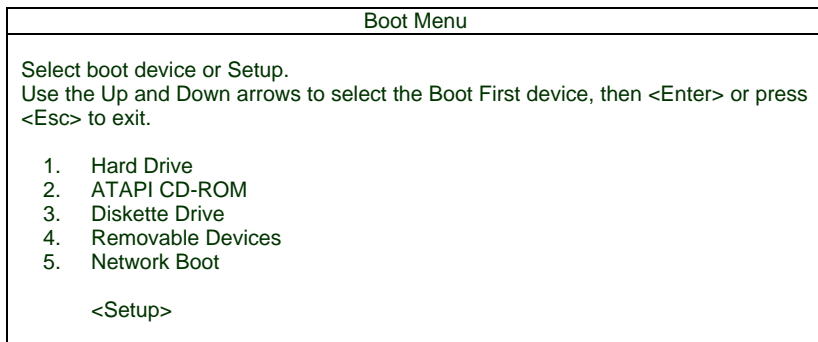 Boot Menu
Select boot device or Setup.
Use the Up and Down arrows to select the Boot First device, then <Enter> or press
<Esc> to exit.
1. Hard Drive
2. ATAPI CD-ROM
3. Diskette Drive
4. Removable Devices
5. Network Boot
<Setup>